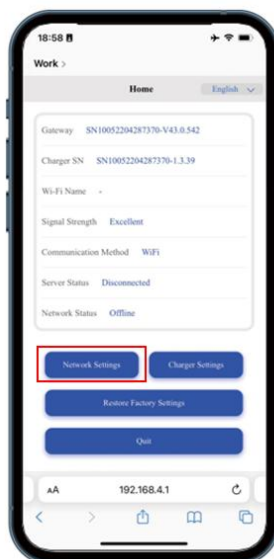 18:58
Work >
Home English
Gateway SN10052204287370-V43.0.542
Charger SN SN10052204287370-1.3.39
Wi-Fi Name -
Signal Strength Excellent
Communication Method WiFi
Server Status Disconnected
Network Status Offline
Network Settings Charger Settings
Restore Factory Settings
Quit
AA 192.168.4.1